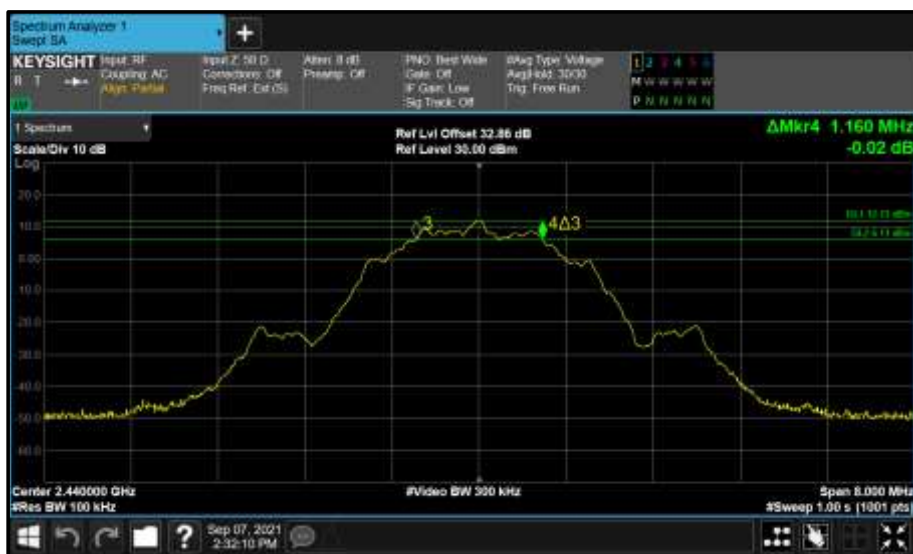 Spectrum Analyzer 1
Swept SA
+
KEYSIGHT
R T
Input: RF
Coupling: AC
Align: Partial
Input Z: 50 Ω
Corrections: Off
Freq Ref: Ext (S)
Atten: 8 dB
Preamp: Off
PNO: Best Wide
Gate: Off
IF Gain: Low
Sig Track: Off
#Avg Type: Voltage
Avg|Hold: 30/30
Trig: Free Run
1 2 3 4 5 6
M W W W W W
P N N N N N
1 Spectrum
Scale/Div 10 dB
Log
Ref Lvl Offset 32.86 dB
Ref Level 30.00 dBm
ΔMkr4 1.160 MHz
-0.02 dB
20.0
10.0
0.00
-10.0
-20.0
-30.0
-40.0
-50.0
-60.0
3
4Δ3
Center 2.440000 GHz
#Res BW 100 kHz
#Video BW 300 kHz
Span 8.000 MHz
#Sweep 1.00 s (1001 pts)
?
Sep 07, 2021
2:32:10 PM